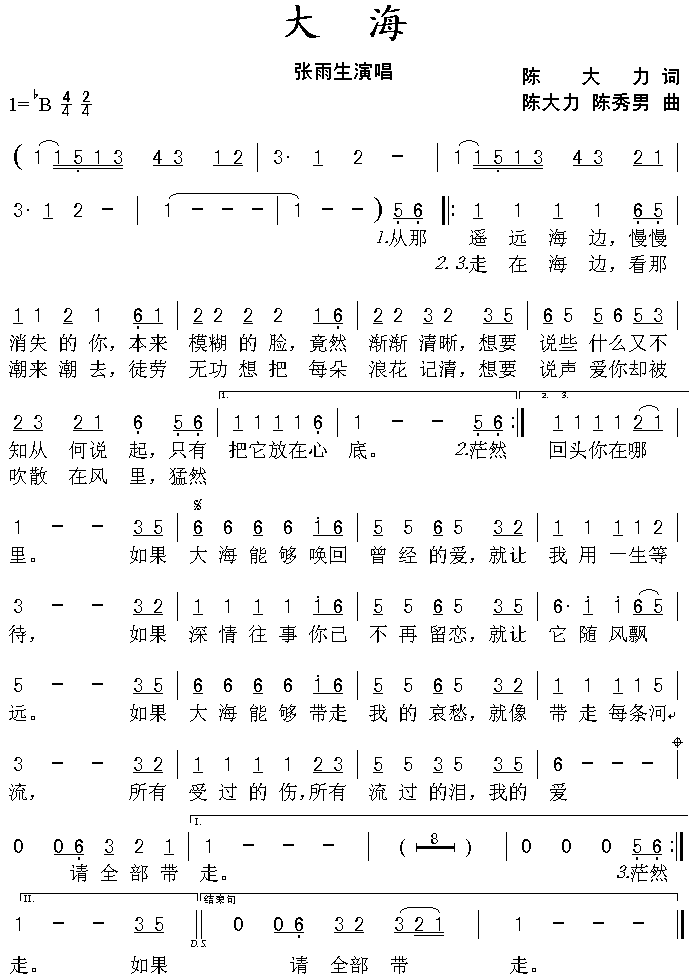 大 海
张雨生演唱
陈 大 力 词
1=♭B 4/4 2/4
陈大力 陈秀男 曲
( 1 1 5 1 3 4 3 1 2 | 3· 1 2 － | 1 1 5 1 3 4 3 2 1 |
3· 1 2 － | 1 － － | 1 － － ) 5 6 ‖: 1 1 1 1 6 5 |
1.从那 遥 远 海 边，慢慢
2.3.走 在 海 边，看那
1 1 2 1 6 1 | 2 2 2 2 1 6 | 2 2 3 2 3 5 | 6 5 5 6 5 3 |
消失 的 你，本来 模糊 的 脸，竟然 渐渐 清晰，想要 说些 什么 又不
潮来 潮 去，徒劳 无功 想 把 每朵 浪花 记清，想要 说声 爱你 却被
1. 2. 3.
2 3 2 1 6 5 6 | 1 1 1 1 6 | 1 － － 5 6 :‖ 1 1 1 1 2 1 |
知从 何说 起，只有 把它放在心 底。 2.茫然 回头你在哪
吹散 在风 里，猛然
1 － － 3 5 | 6 6 6 6 i 6 | 5 5 6 5 3 2 | 1 1 1 1 2 |
里。 如果 大 海 能 够 唤回 曾 经 的 爱，就让 我 用 一生等
3 － － 3 2 | 1 1 1 1 i 6 | 5 5 6 5 3 2 | 6· i i 6 5 |
待， 如果 深 情 往 事 你已 不 再 留恋，就让 它 随 风飘
5 － － 3 5 | 6 6 6 6 i 6 | 5 5 6 5 3 2 | 1 1 1 1 5 |
远。 如果 大 海 能 够 带走 我 的 哀愁，就像 带 走 每条河
3 － － 3 2 | 1 1 1 1 2 3 | 5 5 3 5 3 5 | 6 － － |
流， 所有 受 过 的 伤，所有 流 过 的泪，我的 爱
I.
0 0 6 3 2 1 | 1 － － － | ( 8 ) | 0 0 0 5 6 :‖
请 全 部 带 走。 3.茫然
II. 结束句
1 － － 3 5 ‖ 0 0 6 3 2 3 2 1 | 1 － － － ‖
D.S.
走。 如果 请 全部 带 走。